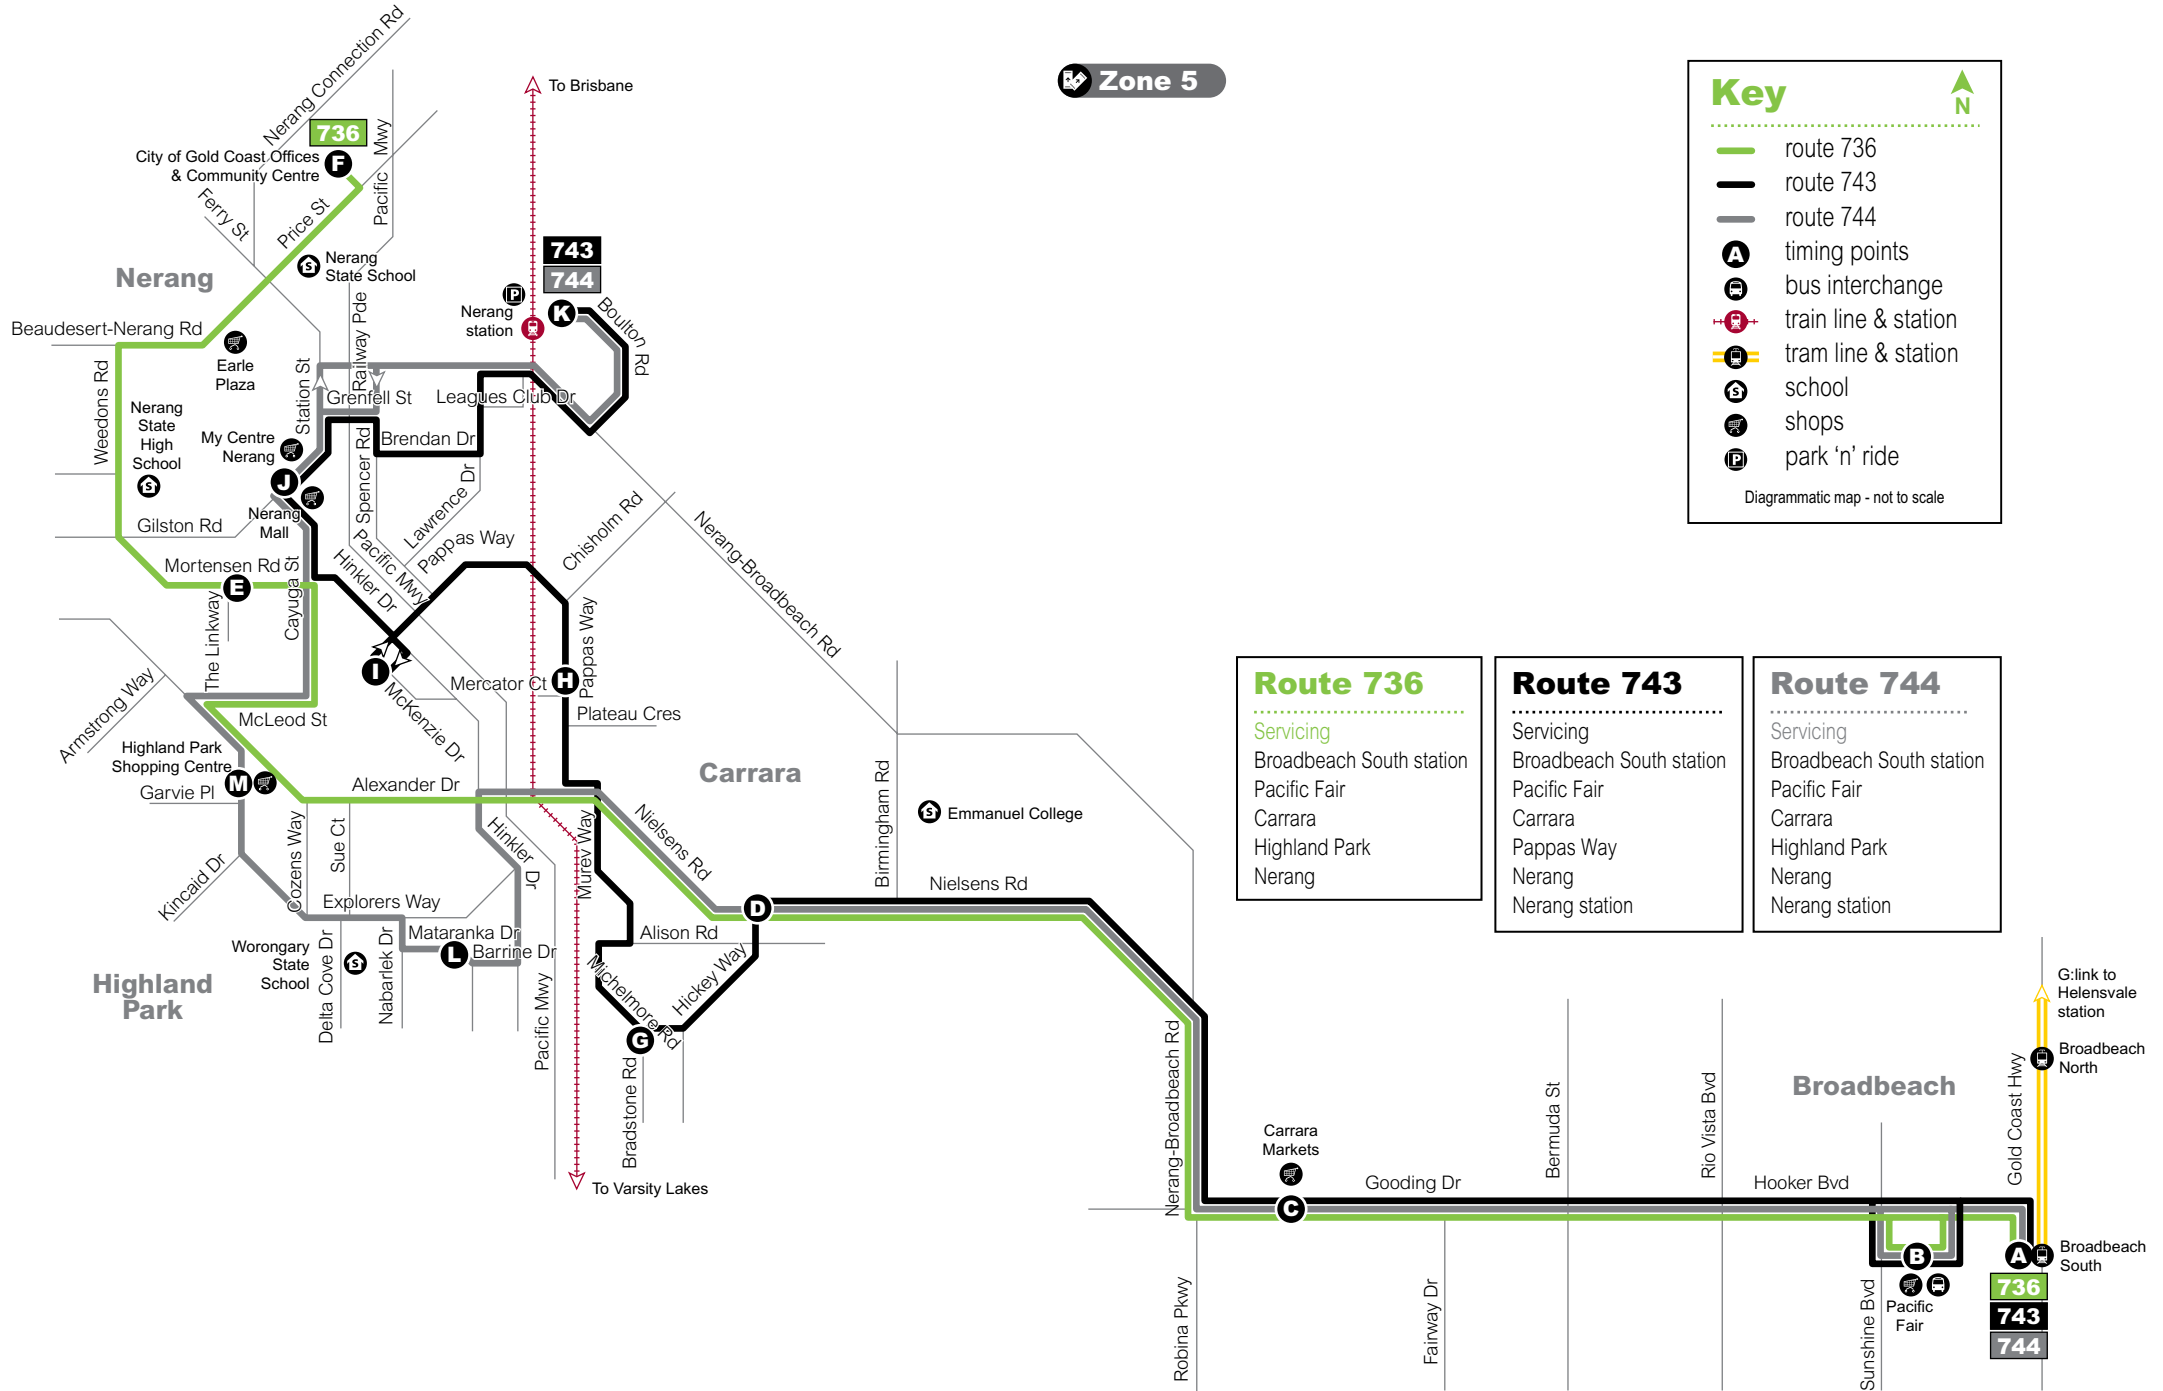 Zone 5
Key
N
route 736
route 743
route 744
A
timing points
bus interchange
train line & station
tram line & station
S
school
shops
P
park ‘n’ ride
Diagrammatic map - not to scale
To Brisbane
Nerang Connection Rd
736
City of Gold Coast Offices
& Community Centre
F
Pacific Mwy
Ferry St
Price St
S
Nerang
State School
Nerang
743
744
P
Nerang
station
K
Boulton Rd
Beaudesert-Nerang Rd
Earle
Plaza
Railway Pde
Station St
Grenfell St
Leagues Club Dr
Weedons Rd
Nerang
State
High
School
S
My Centre
Nerang
Brendan Dr
J
Nerang
Mall
Spencer Rd
Lawrence Dr
Gilston Rd
Pacific Mwy
Pappas Way
Chisholm Rd
Nerang-Broadbeach Rd
Mortensen Rd
E
Hinkler Dr
Cayuga St
The Linkway
I
Mercator Ct
H
Pappas Way
Armstrong Way
McLeod St
McKenzie Dr
Plateau Cres
Highland Park
Shopping Centre
M
Garvie Pl
Alexander Dr
Carrara
Birmingham Rd
S
Emmanuel College
Kincaid Dr
Cozens Way
Sue Ct
Hinkler Dr
Murev Way
Nielsens Rd
Explorers Way
Nielsens Rd
D
Mataranka Dr
L
Barrine Dr
Worongary
State
School
S
Alison Rd
Highland
Park
Delta Cove Dr
Nabarlek Dr
Pacific Mwy
Michelmore Rd
Hickey Way
G
Bradstone Rd
To Varsity Lakes
Route 736
Servicing
Broadbeach South station
Pacific Fair
Carrara
Highland Park
Nerang
Route 743
Servicing
Broadbeach South station
Pacific Fair
Carrara
Pappas Way
Nerang
Nerang station
Route 744
Servicing
Broadbeach South station
Pacific Fair
Carrara
Highland Park
Nerang
Nerang station
G:link to
Helensvale
station
Broadbeach
North
Broadbeach
Gold Coast Hwy
Nerang-Broadbeach Rd
Carrara
Markets
C
Gooding Dr
Bermuda St
Rio Vista Bvd
Hooker Bvd
Robina Pkwy
Fairway Dr
Sunshine Bvd
B
Pacific
Fair
A
Broadbeach
South
736
743
744